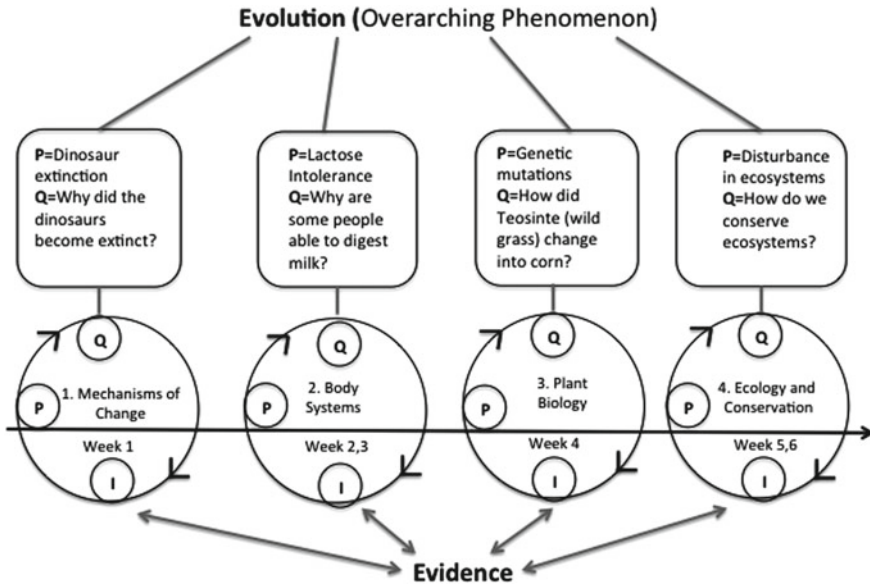 Evolution (Overarching Phenomenon)
P=Dinosaur
extinction
Q=Why did the
dinosaurs
become extinct?
P=Lactose
Intolerance
Q=Why are
some people
able to digest
milk?
P=Genetic
mutations
Q=How did
Teosinte (wild
grass) change
into corn?
P=Disturbance
in ecosystems
Q=How do we
conserve
ecosystems?
Q
P
1. Mechanisms of
Change
Week 1
I
Q
P
2. Body
Systems
Week 2,3
I
Q
P
3. Plant
Biology
Week 4
I
Q
P
4. Ecology and
Conservation
Week 5,6
I
Evidence